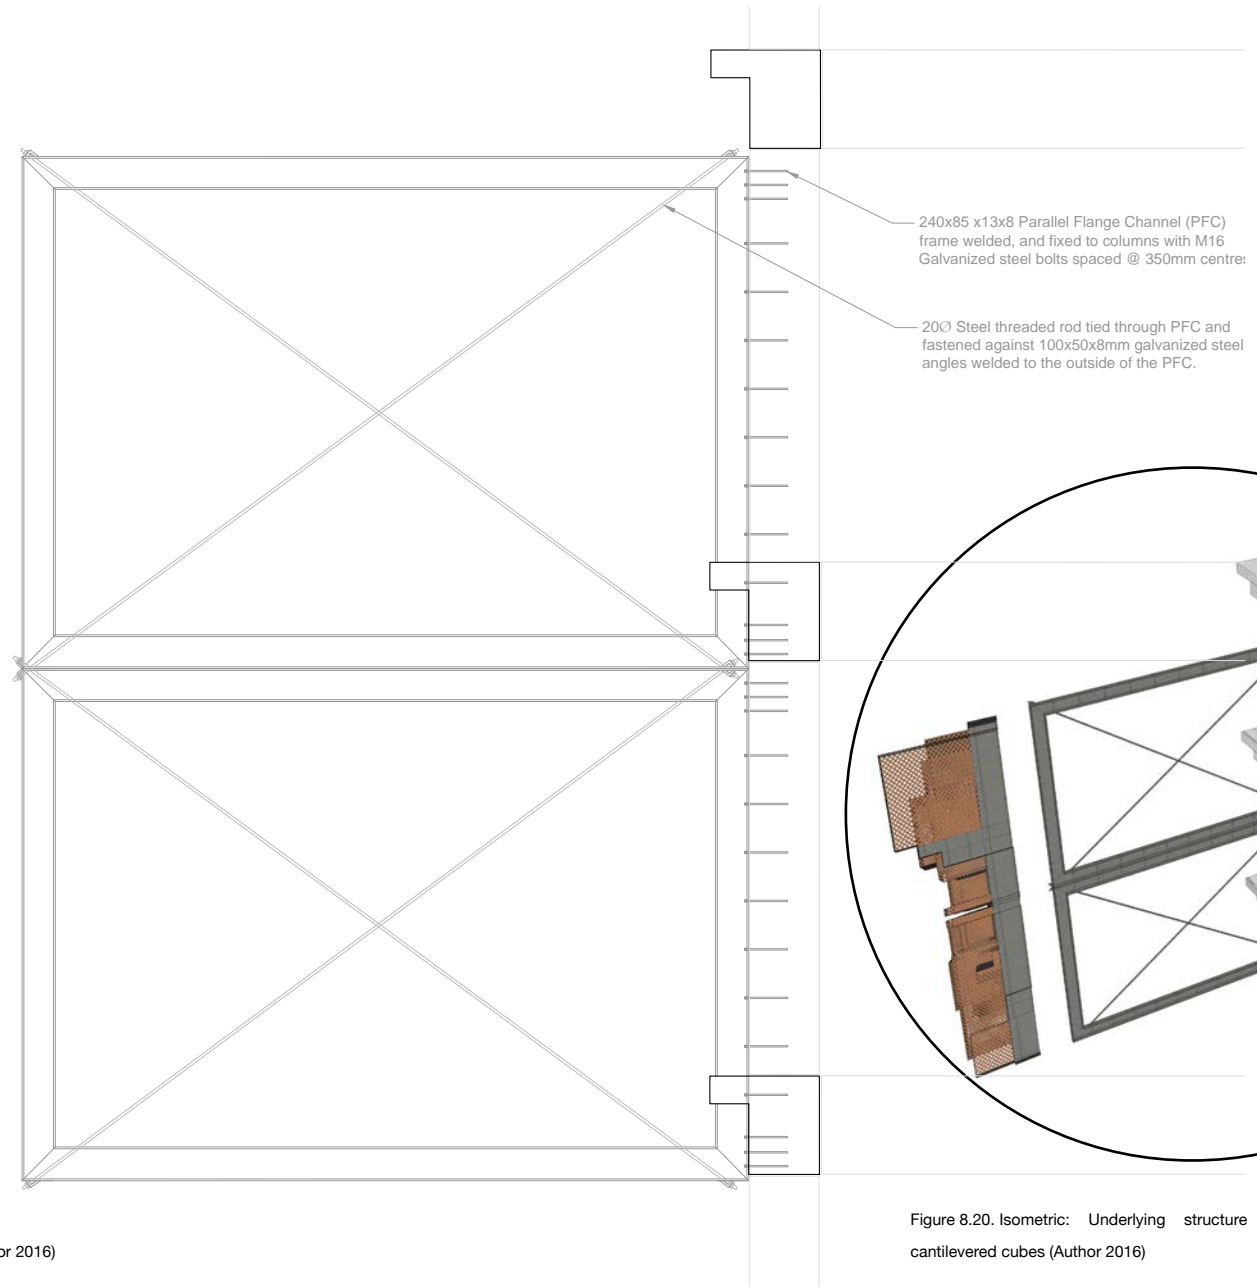 240x85 x13x8 Parallel Flange Channel (PFC)
frame welded, and fixed to columns with M16
Galvanized steel bolts spaced @ 350mm centres
20Ø Steel threaded rod tied through PFC and
fastened against 100x50x8mm galvanized steel
angles welded to the outside of the PFC.
Figure 8.20. Isometric: Underlying structure
cantilevered cubes (Author 2016)
or 2016)